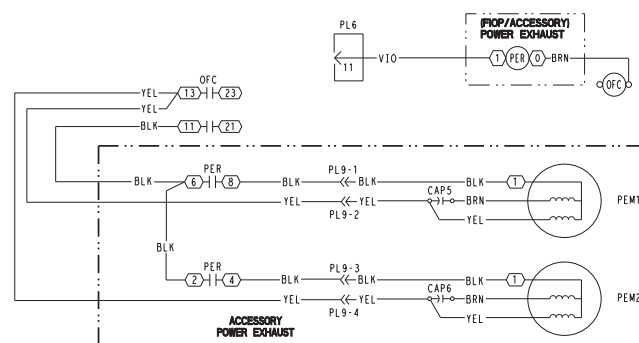 PL6
(FIOP/ACCESSORY)
POWER EXHAUST
11
VIO
1 PER 0 BRN
OFC
OFC
YEL 13 23
YEL
BLK 11 21
PER
PL9-1
BLK 6 8 BLK BLK BLK 1
CAP5
PEM1
YEL YEL BRN
PL9-2
YEL
BLK
PER
PL9-3
2 4 BLK BLK BLK 1
CAP6
PEM2
YEL YEL BRN
PL9-4
YEL
ACCESSORY
POWER EXHAUST